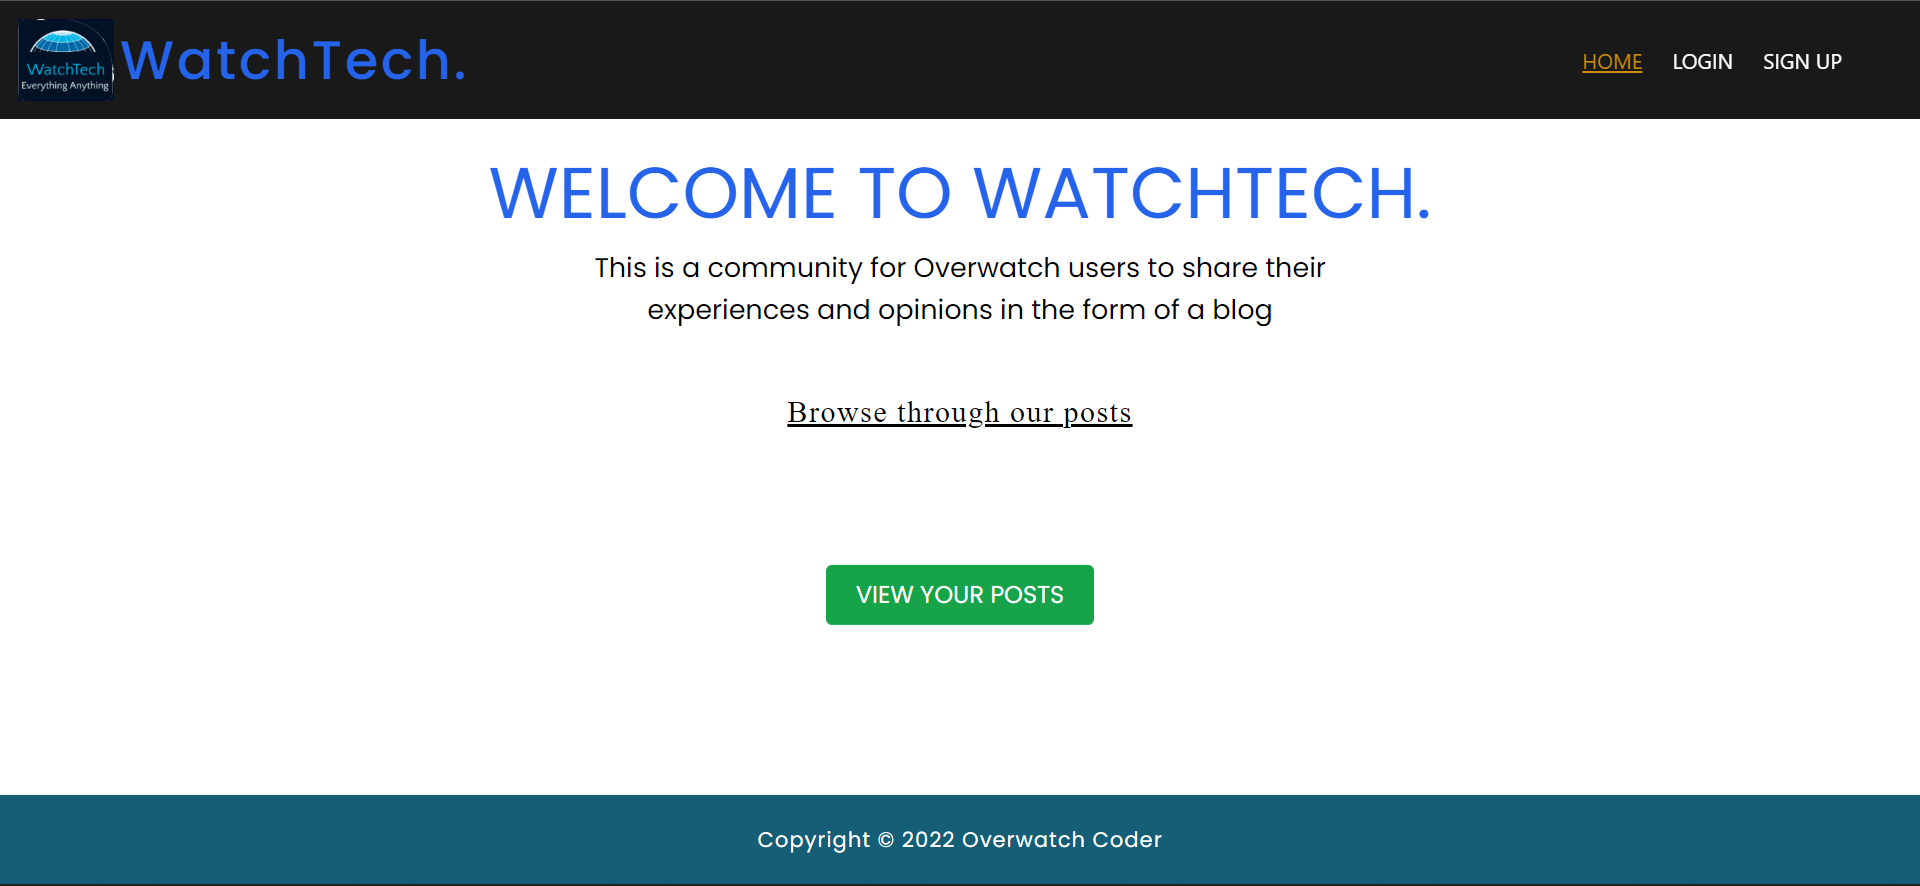 WatchTech
Everything Anything
WatchTech.
HOME
LOGIN
SIGN UP
WELCOME TO WATCHTECH.
This is a community for Overwatch users to share their
experiences and opinions in the form of a blog
Browse through our posts
VIEW YOUR POSTS
Copyright © 2022 Overwatch Coder